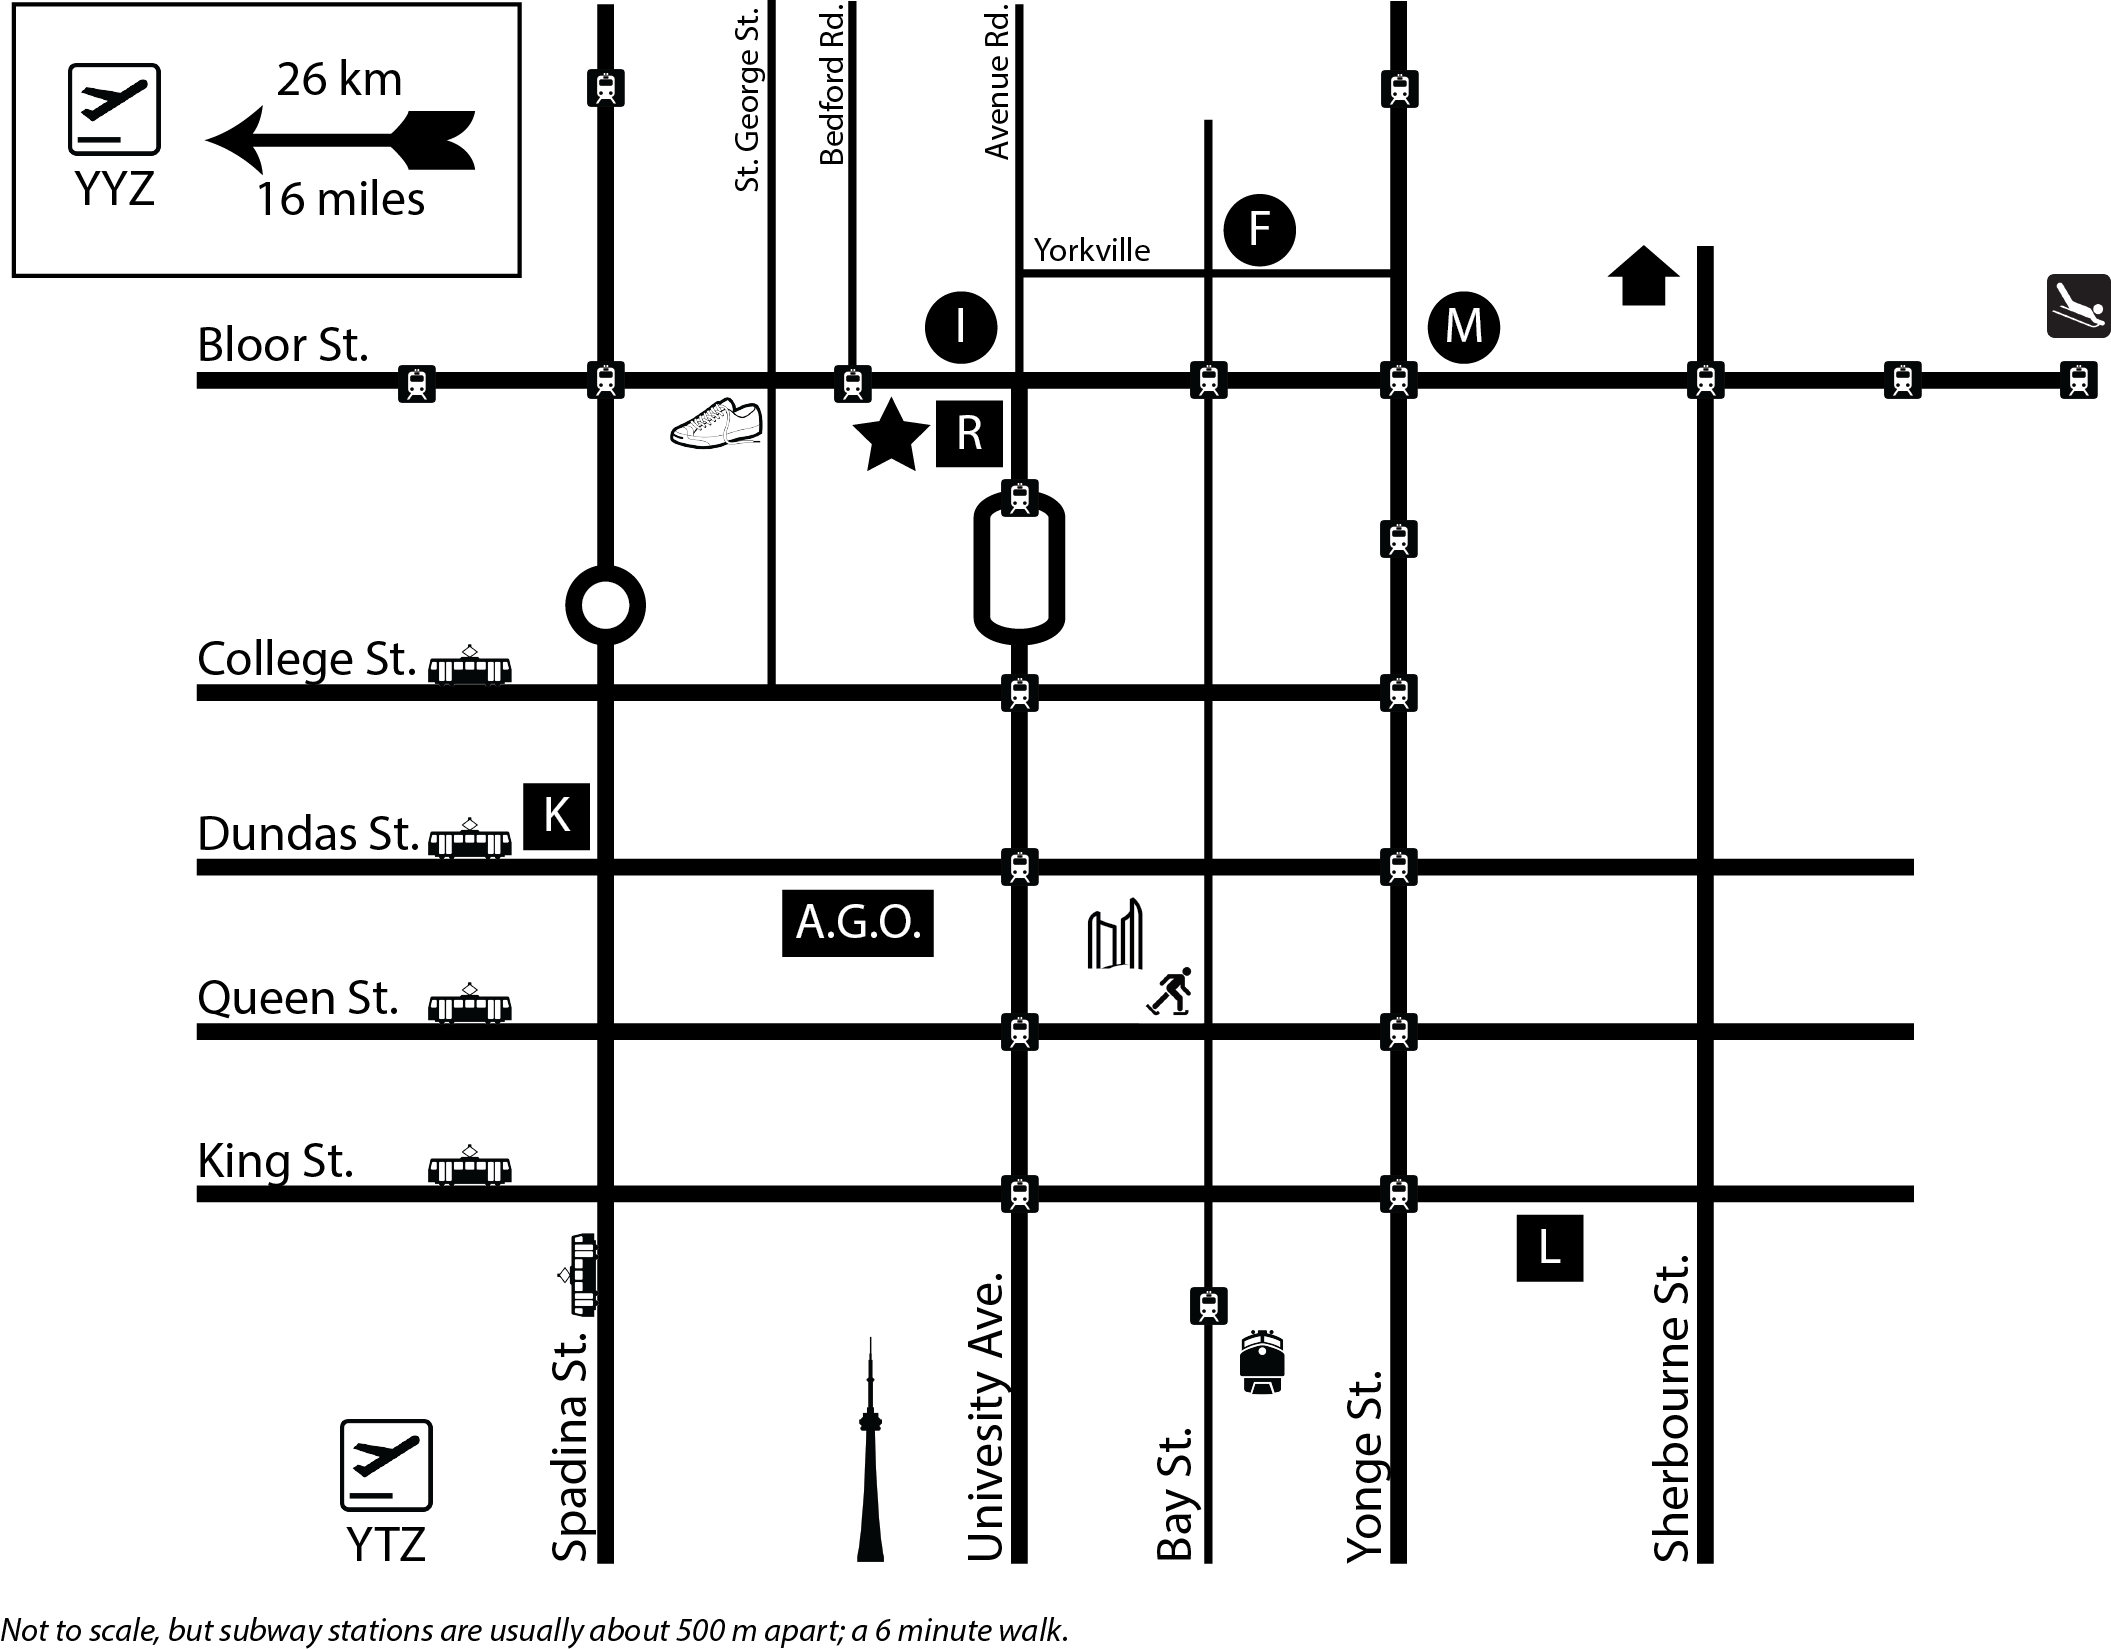 26 km
YYZ
16 miles
St. George St.
Bedford Rd.
Avenue Rd.
F
Yorkville
I
M
Bloor St.
R
College St.
K
Dundas St.
A.G.O.
Queen St.
King St.
L
Spadina St.
Univesity Ave.
Bay St.
Yonge St.
Sherbourne St.
YTZ
Not to scale, but subway stations are usually about 500 m apart; a 6 minute walk.